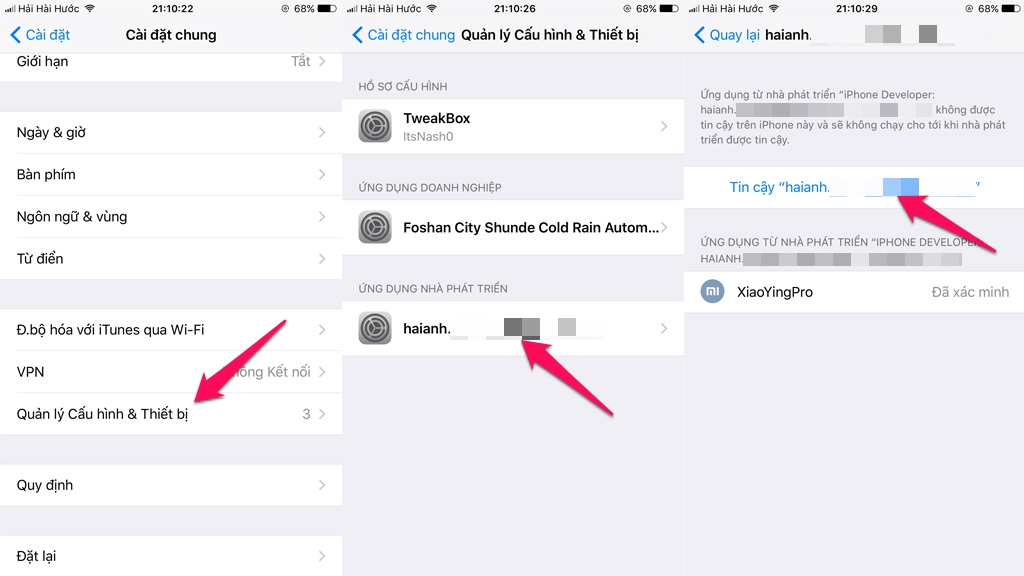 Hải Hài Hước 21:10:22 68%
Cài đặt Cài đặt chung
Giới hạn Tắt
Ngày & giờ
Bàn phím
Ngôn ngữ & vùng
Từ điển
Đ.bộ hóa với iTunes qua Wi-Fi
VPN Kết nối
Quản lý Cấu hình & Thiết bị 3
Quy định
Đặt lại
Hải Hài Hước 21:10:26 68%
Cài đặt chung Quản lý Cấu hình & Thiết bị
HỒ SƠ CẤU HÌNH
TweakBox
ItsNash0
ỨNG DỤNG DOANH NGHIỆP
Foshan City Shunde Cold Rain Autom...
ỨNG DỤNG NHÀ PHÁT TRIỂN
haianh.
Hải Hài Hước 21:10:29 68%
Quay lại haianh.
Ứng dụng từ nhà phát triển “iPhone Developer:
haianh. không được
tin cậy trên iPhone này và sẽ không chạy cho tới khi nhà phát
triển được tin cậy.
Tin cậy “haianh. ”
ỨNG DỤNG TỪ NHÀ PHÁT TRIỂN “IPHONE DEVELOPER:
HAIANH.
mi XiaoYingPro Đã xác minh